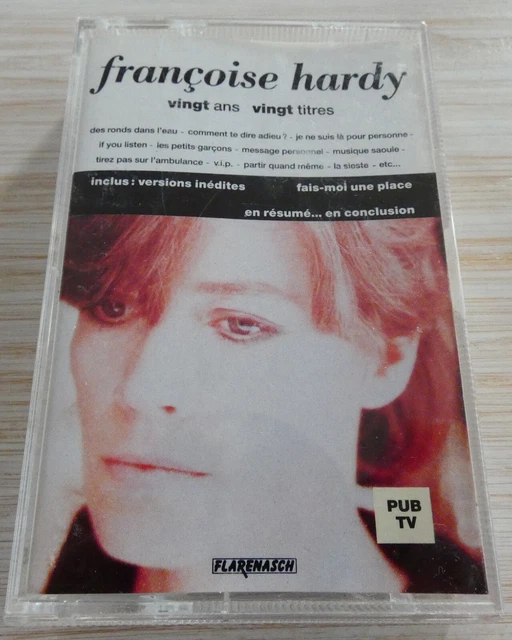 françoise hardy
vingt ans vingt titres
des ronds dans l'eau - comment te dire adieu? - je ne suis là pour personne -
if you listen - les petits garçons - message personnel - musique saoule -
tirez pas sur l'ambulance - v.i.p. - partir quand même - la sieste - etc...
inclus: versions inédites fais-moi une place
en résumé... en conclusion
PUB
TV
FLARENASCH